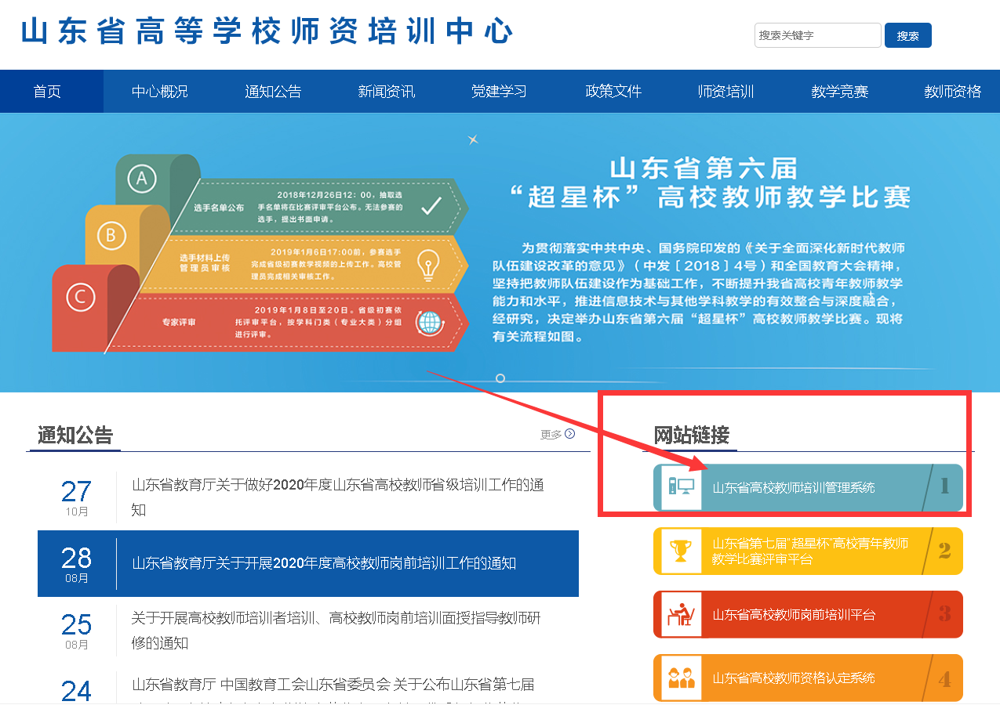 山东省高等学校师资培训中心
搜索关键字
搜索
首页 中心概况 通知公告 新闻资讯 党建学习 政策文件 师资培训 教学竞赛 教师资格
A
选手名单公布
2018年12月26日12：00，抽取选
手名单将在比赛评审平台公布。无法参赛的
选手，提出书面申请。
B
选手材料上传
管理员审核
2019年1月6日17:00前，参赛选手
完成省级初赛教学视频的上传工作。高校管
理员完成相关审核工作。
C
专家评审
2019年1月8日至20日。省级初赛依
托评审平台，按学科门类（专业大类）分组
进行评审。
山东省第六届
“超星杯”高校教师教学比赛
为贯彻落实中共中央、国务院印发的《关于全面深化新时代教师
队伍建设改革的意见》（中发［2018］4号）和全国教育大会精神，
坚持把教师队伍建设作为基础工作，不断提升我省高校青年教师教学
能力和水平，推进信息技术与其他学科教学的有效整合与深度融合，
经研究，决定举办山东省第六届“超星杯”高校教师教学比赛。现将
有关流程如图。
通知公告
更多
27
10月
山东省教育厅关于做好2020年度山东省高校教师省级培训工作的通
知
28
08月
山东省教育厅关于开展2020年度高校教师岗前培训工作的通知
25
08月
关于开展高校教师培训者培训、高校教师岗前培训面授指导教师研
修的通知
24
山东省教育厅 中国教育工会山东省委员会 关于公布山东省第七届
网站链接
山东省高校教师培训管理系统
1
山东省第七届“超星杯”高校青年教师
教学比赛评审平台
2
山东省高校教师岗前培训平台
3
山东省高校教师资格认定系统
4